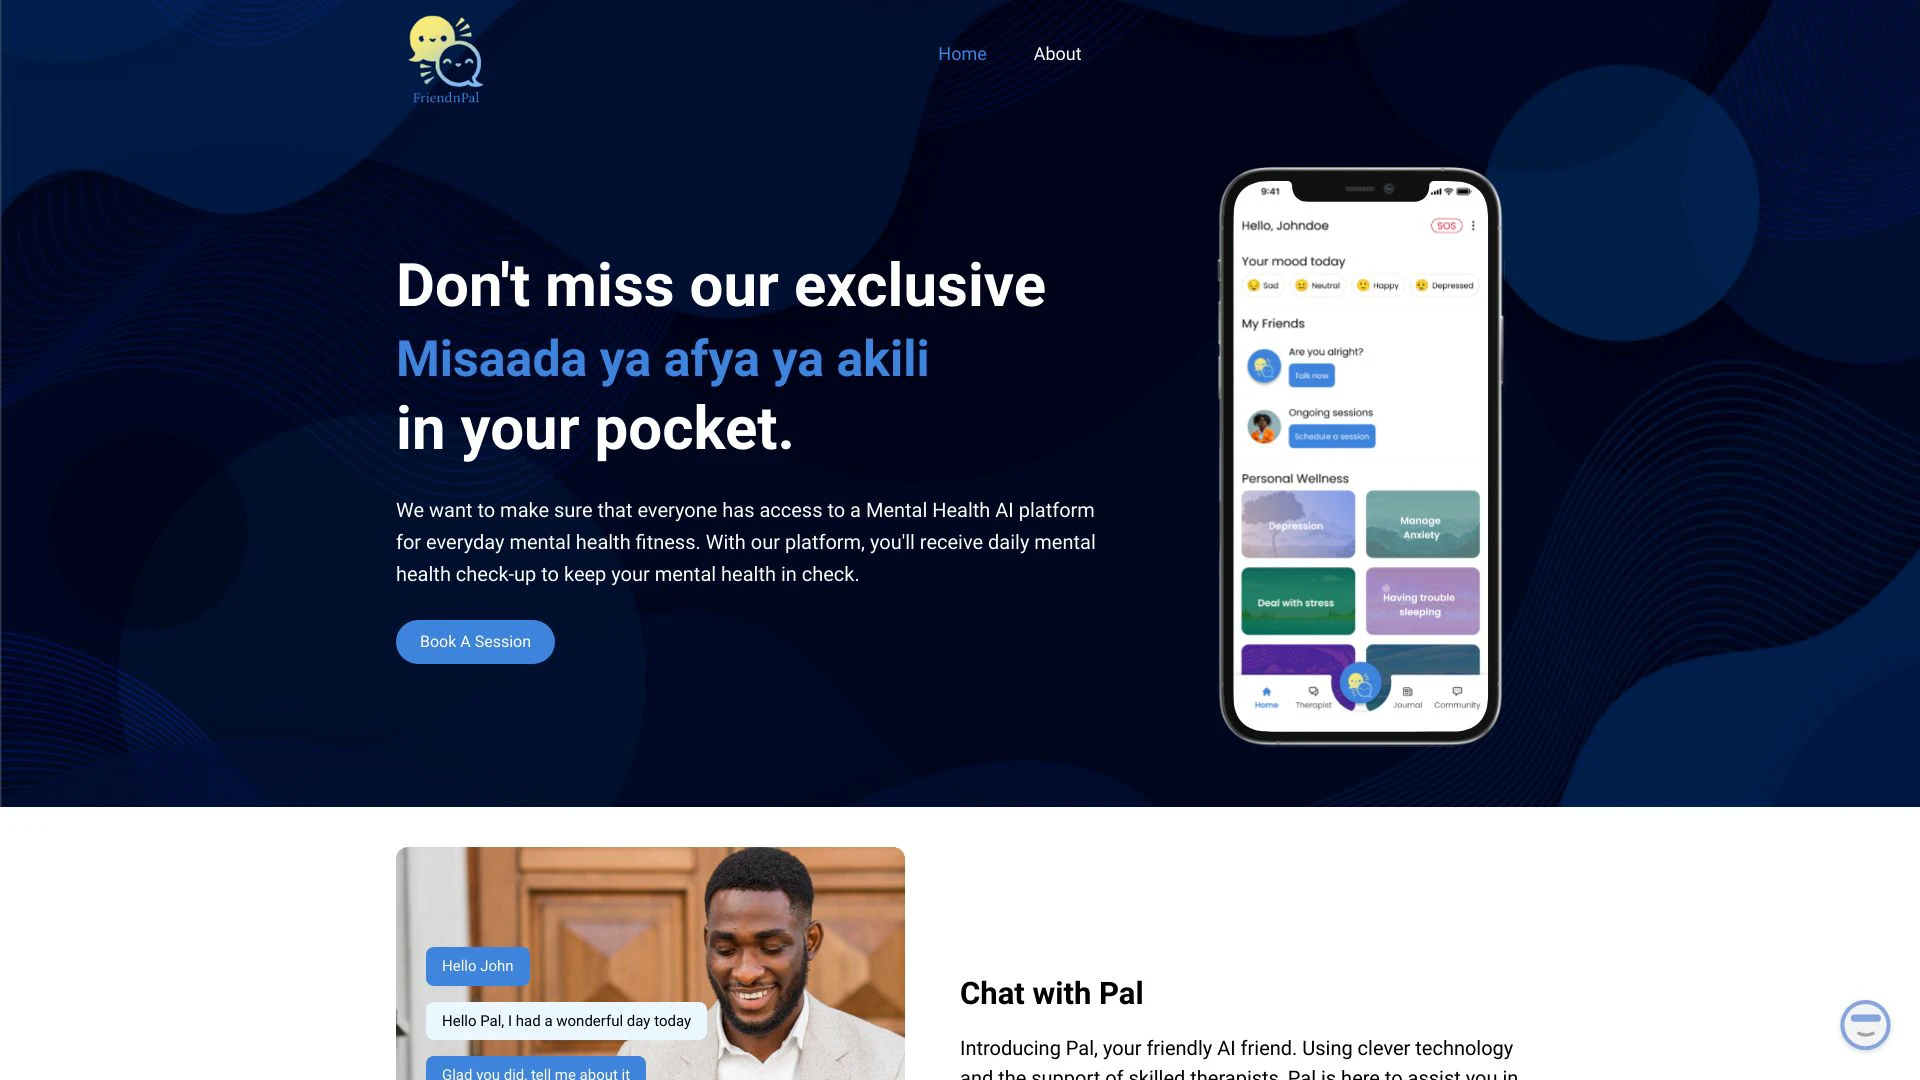 FriendnPal
Home
About
Don't miss our exclusive
Misaada ya afya ya akili
in your pocket.
We want to make sure that everyone has access to a Mental Health AI platform
for everyday mental health fitness. With our platform, you'll receive daily mental
health check-up to keep your mental health in check.
Book A Session
9:41
Hello, Johndoe
SOS
Your mood today
Sad
Neutral
Happy
Depressed
My Friends
Are you alright?
Talk now
Ongoing sessions
Schedule a session
Personal Wellness
Depression
Manage
Anxiety
Deal with stress
Having trouble
sleeping
Home
Therapist
Journal
Community
Hello John
Hello Pal, I had a wonderful day today
Glad you did, tell me about it
Chat with Pal
Introducing Pal, your friendly AI friend. Using clever technology
and the support of skilled therapists, Pal is here to assist you in